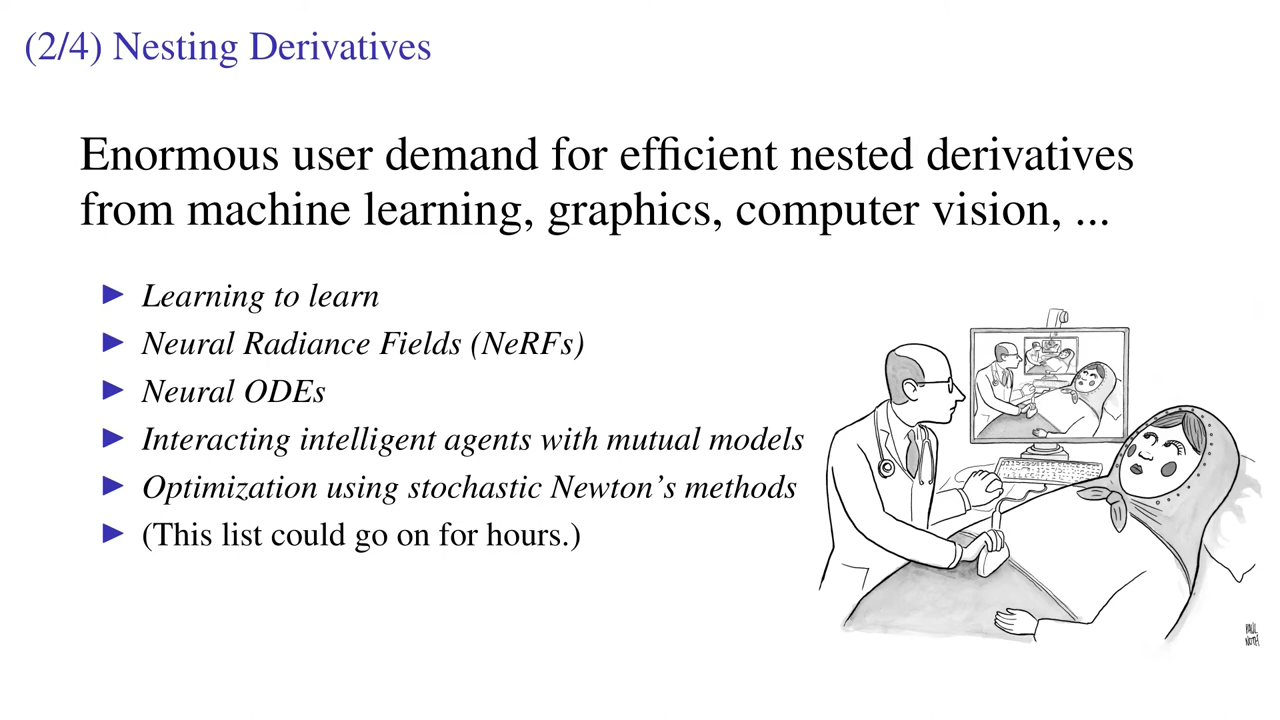 (2/4) Nesting Derivatives
Enormous user demand for efficient nested derivatives
from machine learning, graphics, computer vision, ...
▶ Learning to learn
▶ Neural Radiance Fields (NeRFs)
▶ Neural ODEs
▶ Interacting intelligent agents with mutual models
▶ Optimization using stochastic Newton's methods
▶ (This list could go on for hours.)
PAUL
NOTH